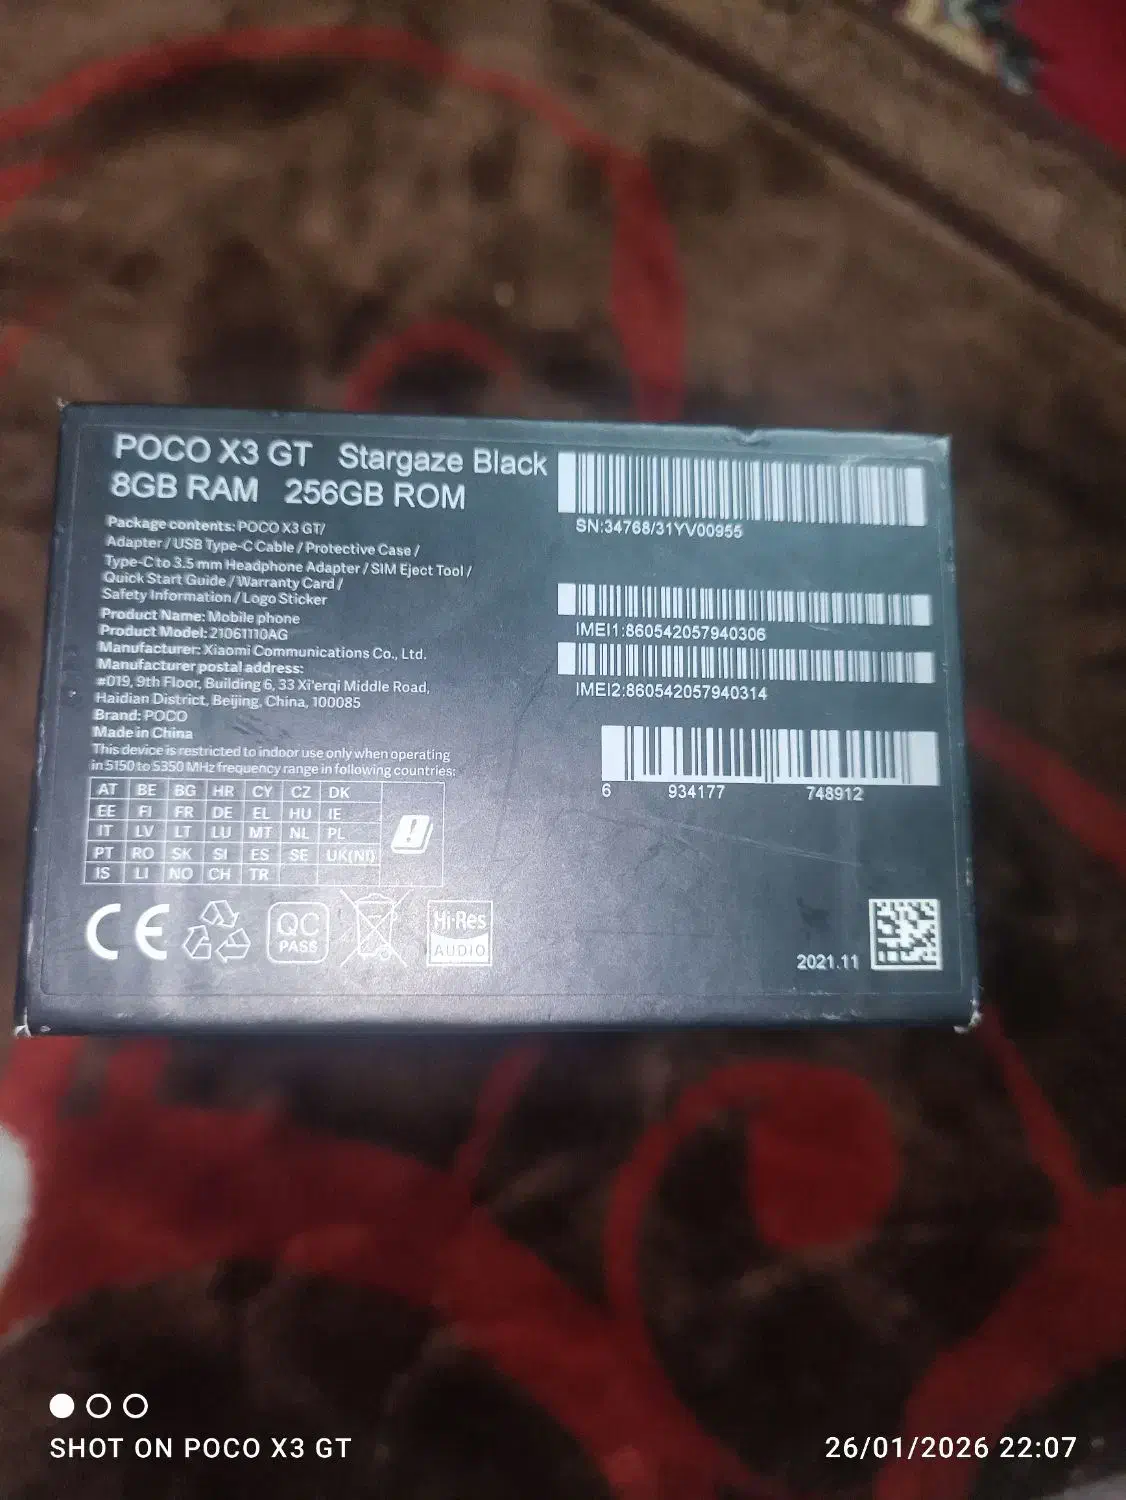 POCO X3 GT Stargaze Black
8GB RAM 256GB ROM
Package contents: POCO X3 GT/
Adapter / USB Type-C Cable / Protective Case /
Type-C to 3.5 mm Headphone Adapter / SIM Eject Tool /
Quick Start Guide / Warranty Card /
Safety Information / Logo Sticker
Product Name: Mobile phone
Product Model: 21061110AG
Manufacturer: Xiaomi Communications Co., Ltd.
Manufacturer postal address:
#019, 9th Floor, Building 6, 33 Xi'erqi Middle Road,
Haidian District, Beijing, China, 100085
Brand: POCO
Made in China
This device is restricted to indoor use only when operating
in 5150 to 5350 MHz frequency range in following countries:
AT BE BG HR CY CZ DK
EE FI FR DE EL HU IE
IT LV LT LU MT NL PL
PT RO SK SI ES SE UK(NI)
IS LI NO CH TR
CE
QC PASS
Hi-Res AUDIO
SN:34768/31YV00955
IMEI1:860542057940306
IMEI2:860542057940314
6 934177 748912
2021.11
SHOT ON POCO X3 GT
26/01/2026 22:07